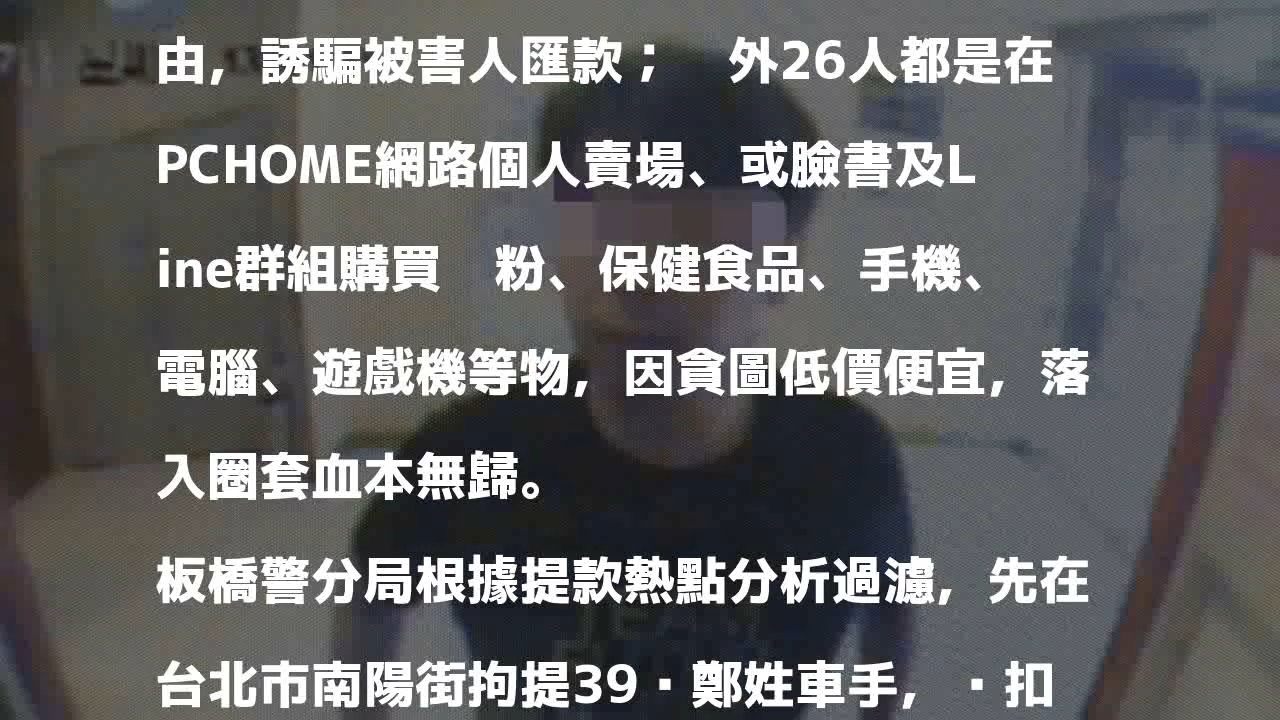 由，誘騙被害人匯款；　外26人都是在
PCHOME網路個人賣場、或臉書及L
ine群組購買　粉、保健食品、手機、
電腦、遊戲機等物，因貪圖低價便宜，落
入圈套血本無歸。
板橋警分局根據提款熱點分析過濾，先在
台北市南陽街拘提39・鄭姓車手，・扣